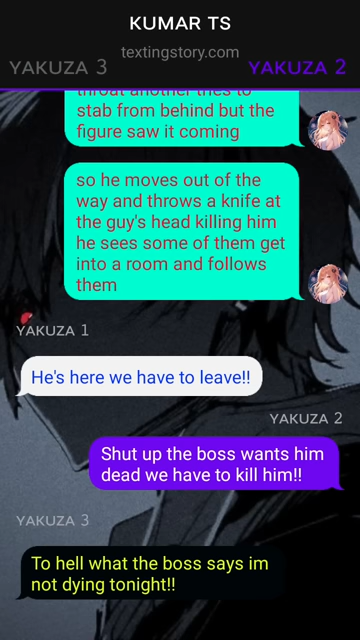 KUMAR TS
textingstory.com
YAKUZA 3
YAKUZA 2
throat another tries to
stab from behind but the
figure saw it coming
so he moves out of the
way and throws a knife at
the guy's head killing him
he sees some of them get
into a room and follows
them
YAKUZA 1
He's here we have to leave!!
YAKUZA 2
Shut up the boss wants him
dead we have to kill him!!
YAKUZA 3
To hell what the boss says im
not dying tonight!!